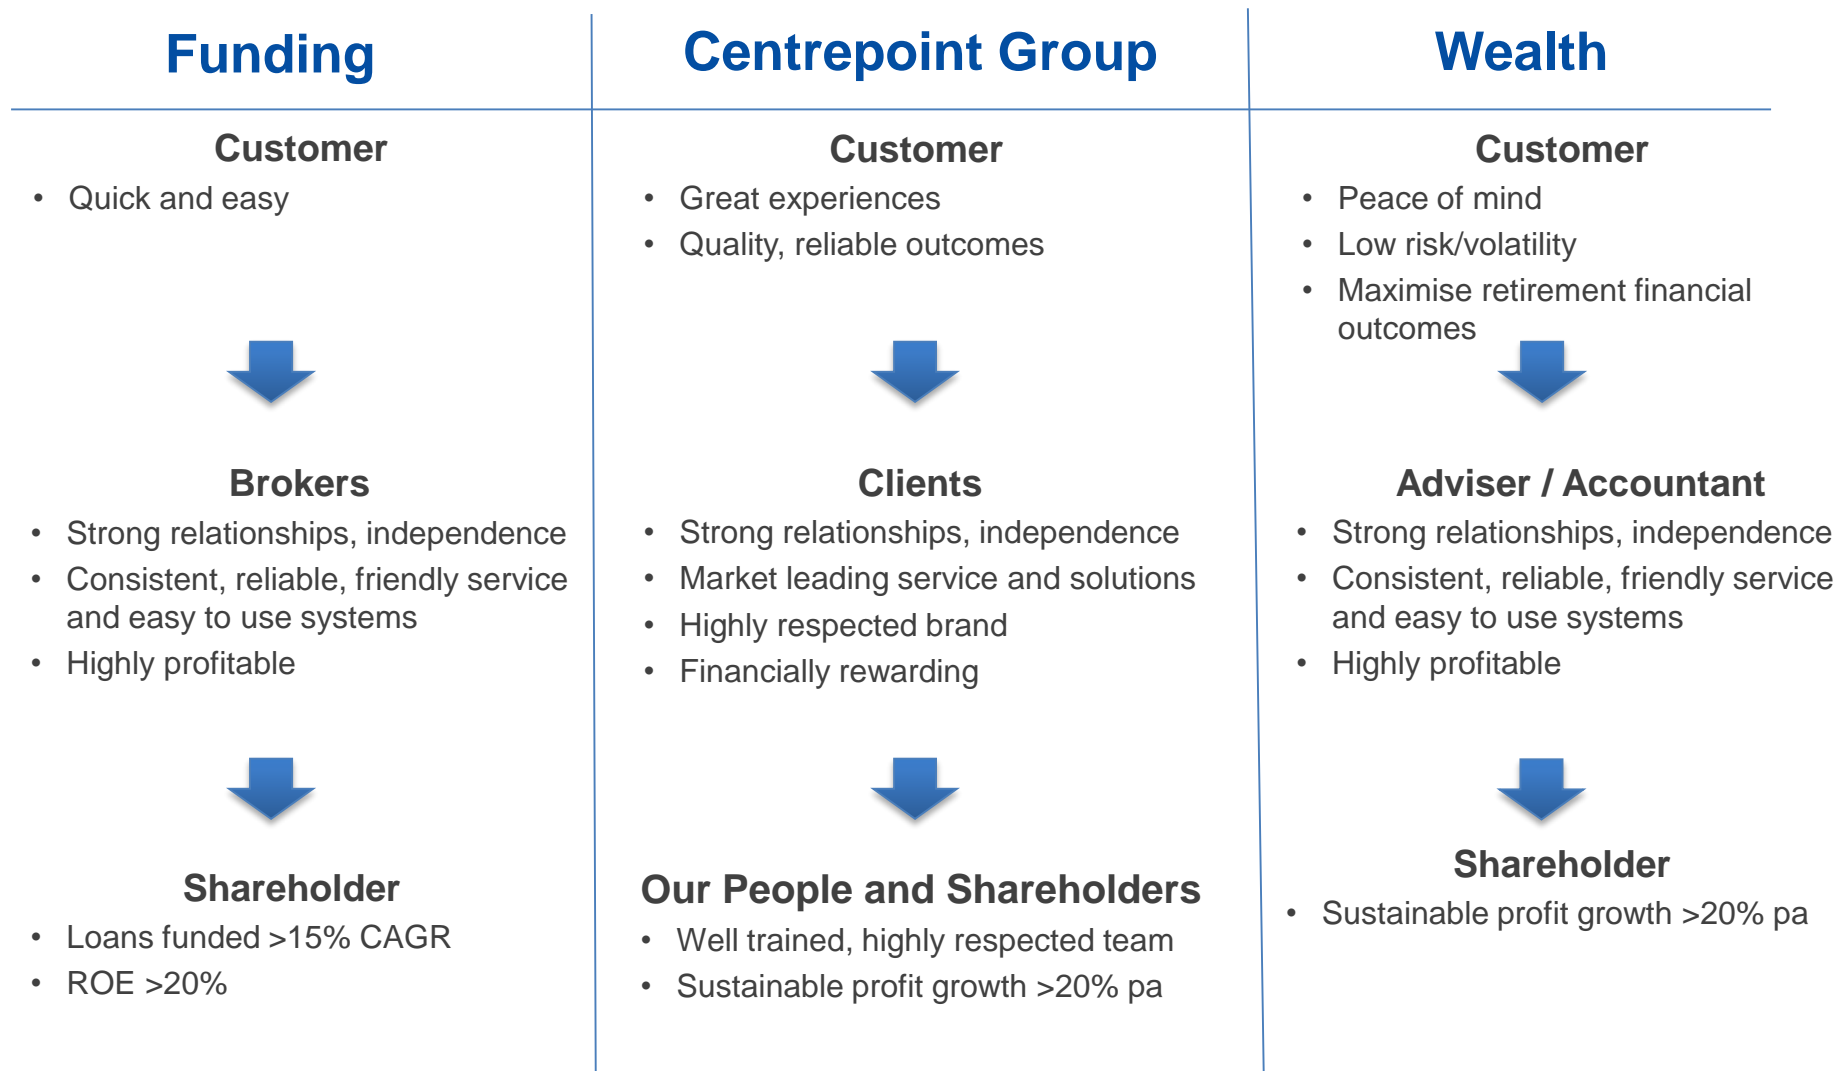 Funding
Customer
• Quick and easy
Brokers
• Strong relationships, independence
• Consistent, reliable, friendly service
and easy to use systems
• Highly profitable
Shareholder
• Loans funded >15% CAGR
• ROE >20%
Centrepoint Group
Customer
• Great experiences
• Quality, reliable outcomes
Clients
• Strong relationships, independence
• Market leading service and solutions
• Highly respected brand
• Financially rewarding
Our People and Shareholders
• Well trained, highly respected team
• Sustainable profit growth >20% pa
Wealth
Customer
• Peace of mind
• Low risk/volatility
• Maximise retirement financial
outcomes
Adviser / Accountant
• Strong relationships, independence
• Consistent, reliable, friendly service
and easy to use systems
• Highly profitable
Shareholder
• Sustainable profit growth >20% pa